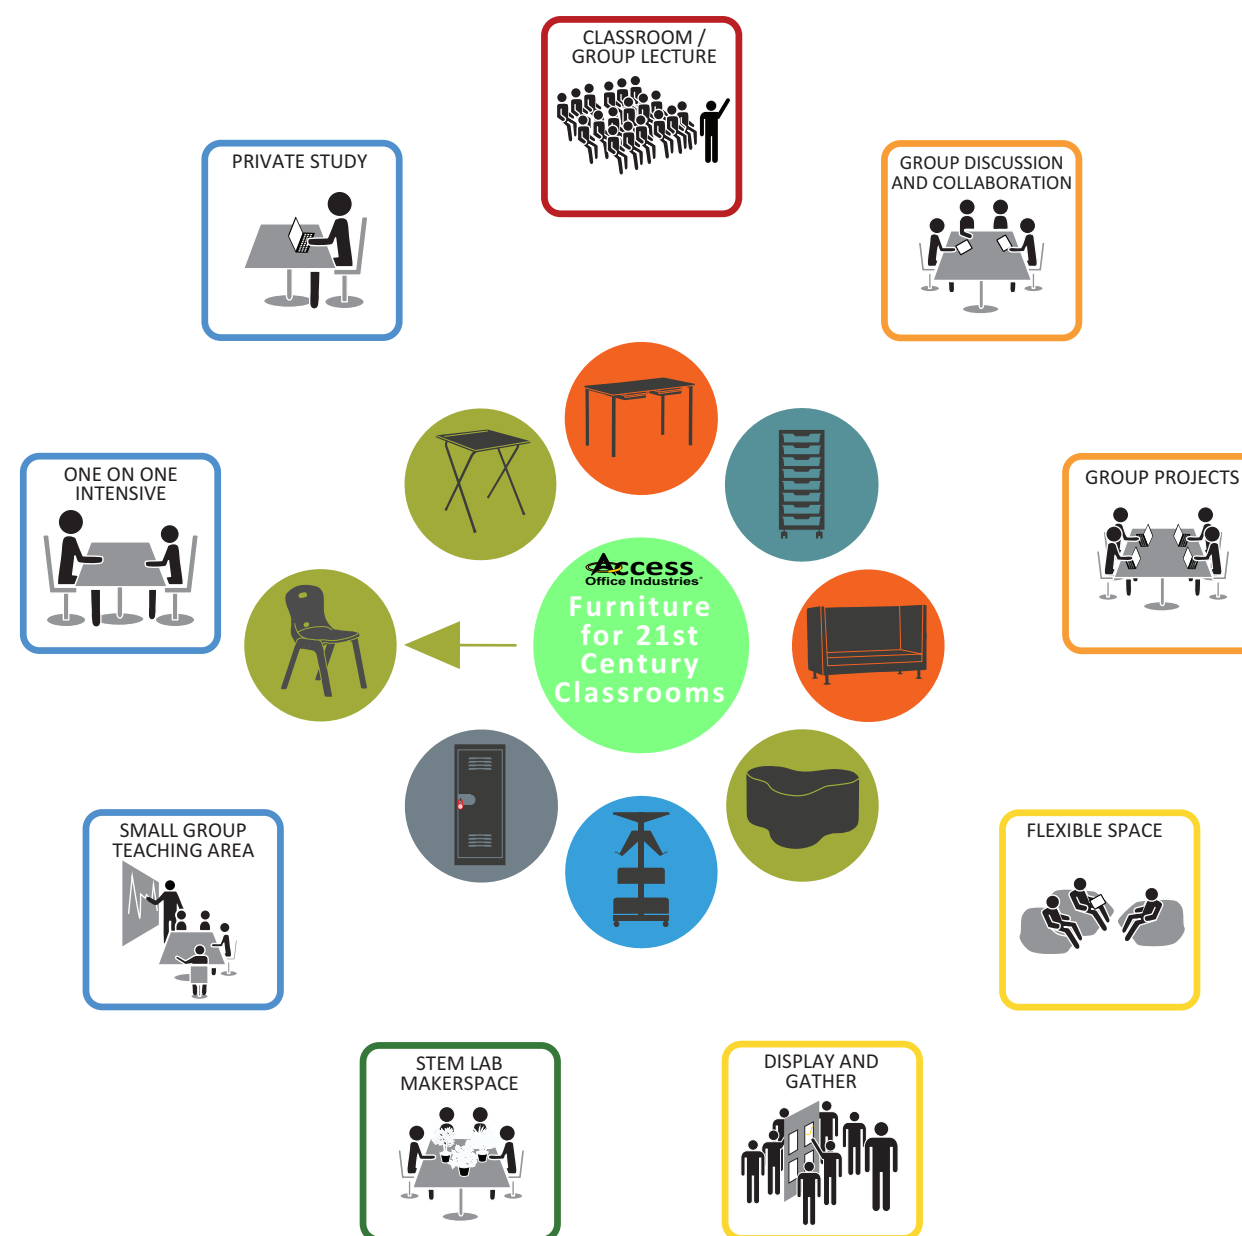 CLASSROOM /
GROUP LECTURE
PRIVATE STUDY
GROUP DISCUSSION
AND COLLABORATION
ONE ON ONE
INTENSIVE
GROUP PROJECTS
Access
Office Industries
Furniture
for 21st
Century
Classrooms
SMALL GROUP
TEACHING AREA
FLEXIBLE SPACE
STEM LAB
MAKERSPACE
DISPLAY AND
GATHER